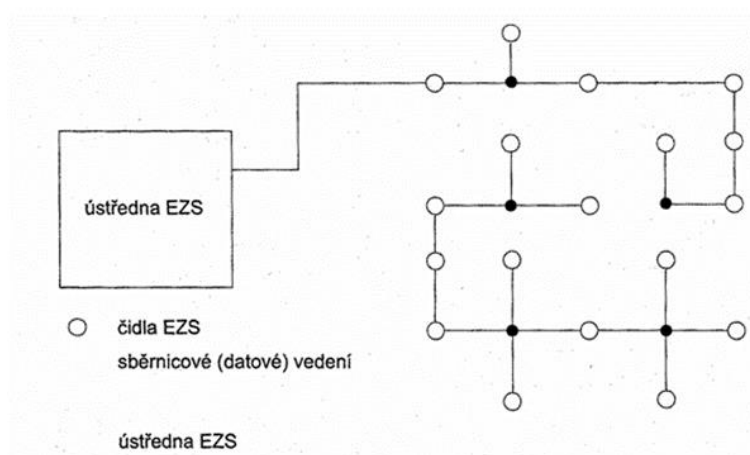 ústředna EZS
čidla EZS
sběrnicové (datové) vedení
ústředna EZS